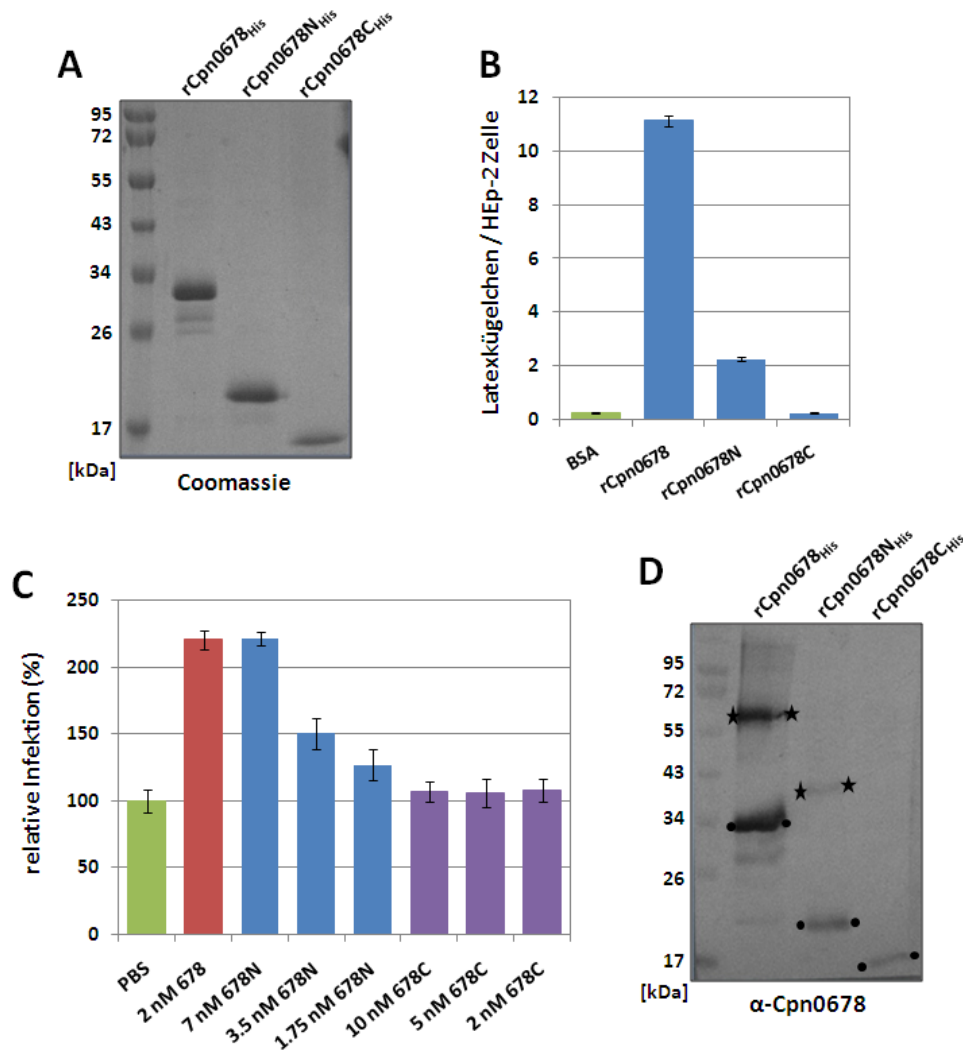 A
rCpn0678His
rCpn0678NHis
rCpn0678CHis
95
72
55
43
34
26
17
[kDa]
Coomassie
B
Latexkügelchen / HEp-2 Zelle
12
10
8
6
4
2
0
BSA
rCpn0678
rCpn0678N
rCpn0678C
C
relative Infektion (%)
250
200
150
100
50
0
PBS
2 nM 678
7 nM 678N
3.5 nM 678N
1.75 nM 678N
10 nM 678C
5 nM 678C
2 nM 678C
D
rCpn0678His
rCpn0678NHis
rCpn0678CHis
95
72
55
43
34
26
17
[kDa]
α-Cpn0678